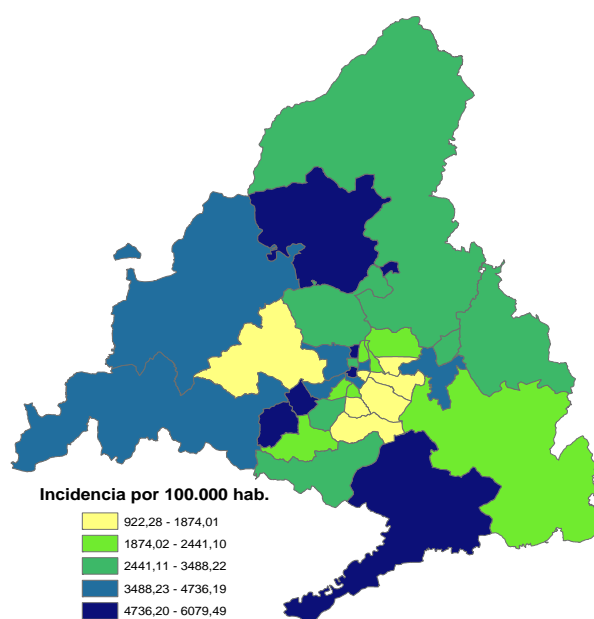 Incidencia por 100.000 hab.
922,28 - 1874,01
1874,02 - 2441,10
2441,11 - 3488,22
3488,23 - 4736,19
4736,20 - 6079,49